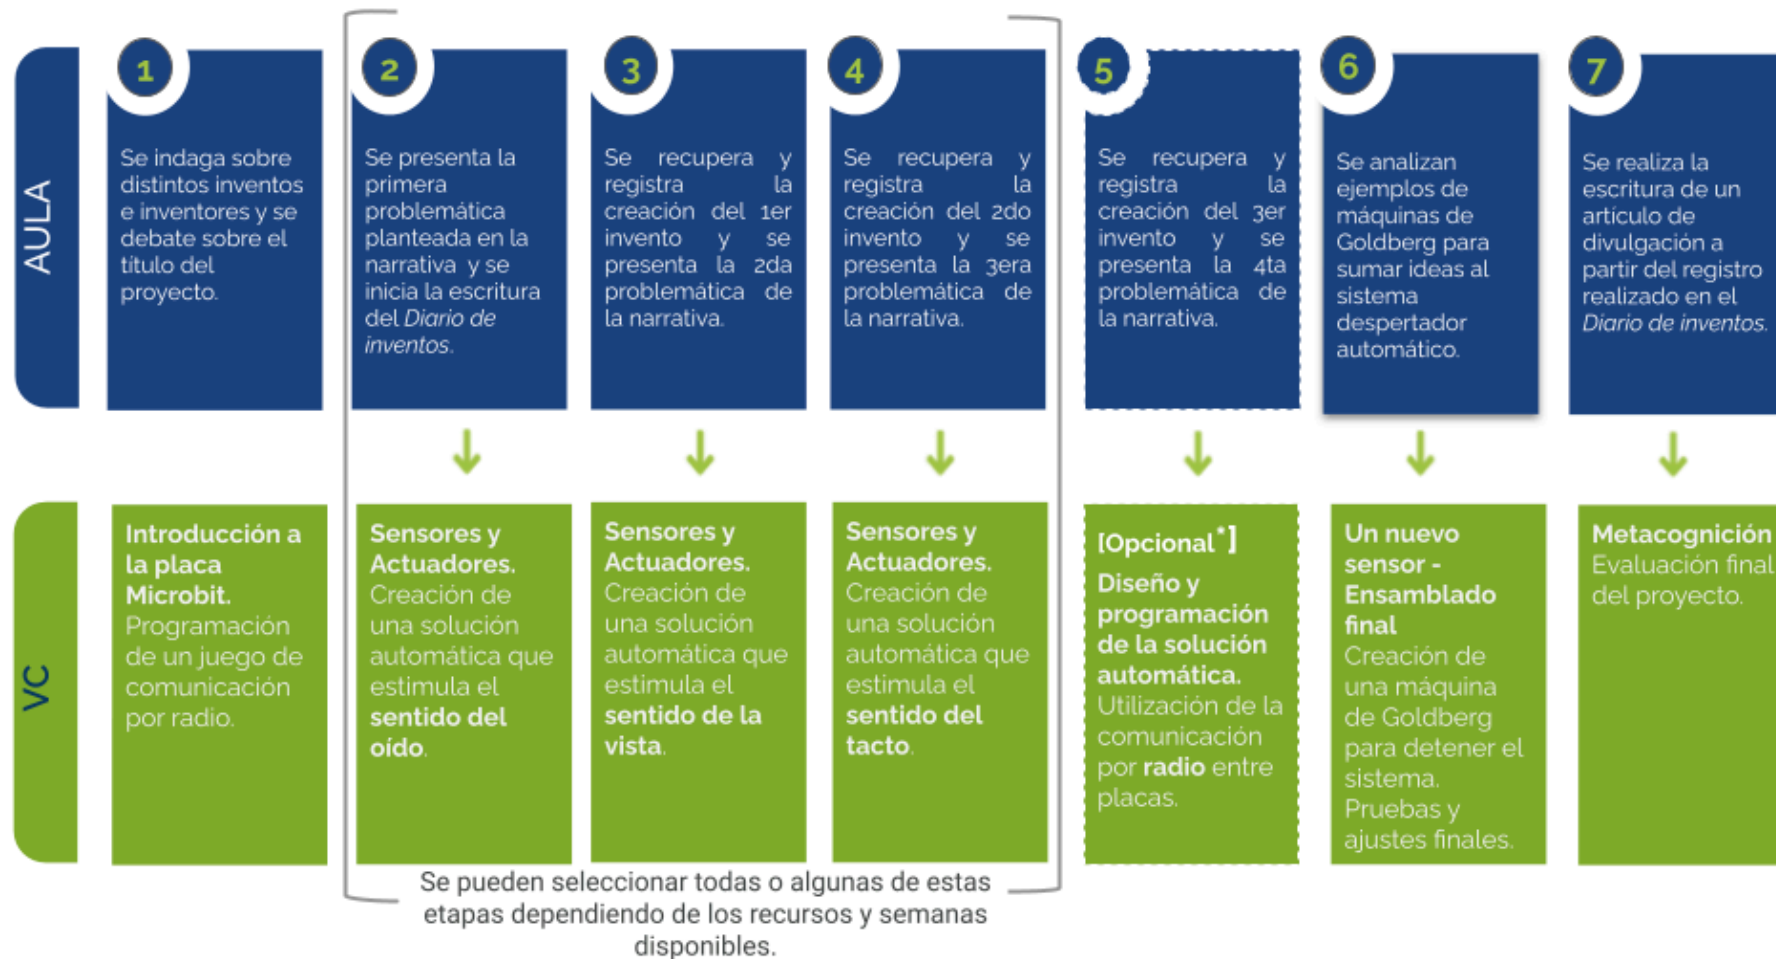 AULA
1
Se indaga sobre
distintos inventos
e inventores y se
debate sobre el
título del
proyecto.
2
Se presenta la
primera
problemática
planteada en la
narrativa y se
inicia la escritura
del Diario de
inventos.
3
Se recupera y
registra la
creación del 1er
invento y se
presenta la 2da
problemática de
la narrativa.
4
Se recupera y
registra la
creación del 2do
invento y se
presenta la 3era
problemática de
la narrativa.
5
Se recupera y
registra la
creación del 3er
invento y se
presenta la 4ta
problemática de
la narrativa.
6
Se analizan
ejemplos de
máquinas de
Goldberg para
sumar ideas al
sistema
despertador
automático.
7
Se realiza la
escritura de un
artículo de
divulgación a
partir del registro
realizado en el
Diario de inventos.
VC
Introducción a
la placa
Microbit.
Programación
de un juego de
comunicación
por radio.
Sensores y
Actuadores.
Creación de
una solución
automática que
estimula el
sentido del
oído.
Sensores y
Actuadores.
Creación de
una solución
automática que
estimula el
sentido de la
vista.
Sensores y
Actuadores.
Creación de
una solución
automática que
estimula el
sentido del
tacto.
[Opcional*]
Diseño y
programación
de la solución
automática.
Utilización de la
comunicación
por radio entre
placas.
Un nuevo
sensor -
Ensamblado
final
Creación de
una máquina
de Goldberg
para detener el
sistema.
Pruebas y
ajustes finales.
Metacognición
Evaluación final
del proyecto.
Se pueden seleccionar todas o algunas de estas
etapas dependiendo de los recursos y semanas
disponibles.